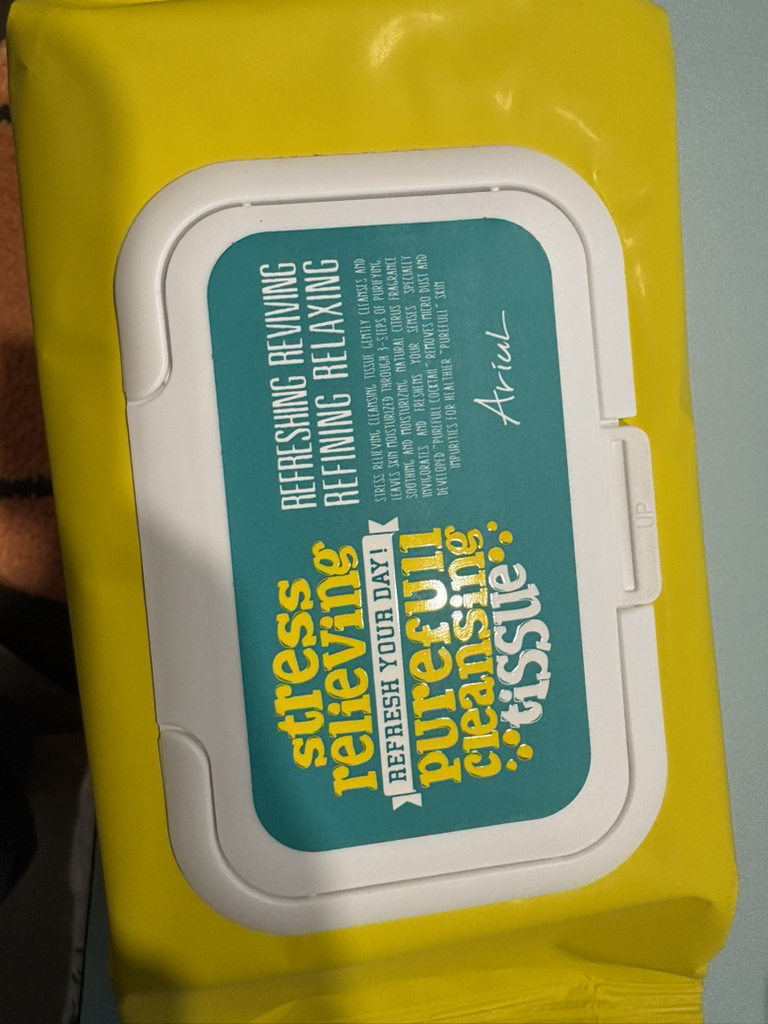 stress
relieving
REFRESH YOUR DAY!
purefull
cleansing
tissue
REFRESHING REVIVING
REFINING RELAXING
STRESS RELIEVING CLEANSING TISSUE GENTLY CLEANSES AND
LEAVES SKIN MOISTURIZED THROUGH 3-STEPS OF PURIFYING,
SOOTHING AND MOISTURIZING. NATURAL CITRUS FRAGRANCE
INVIGORATES AND FRESHENS YOUR SENSES. SPECIALLY
DEVELOPED "PUREFULL COCKTAIL" REMOVES MICRO DUST AND
IMPURITIES FOR HEALTHIER "PUREFULL" SKIN
Ariul
UP